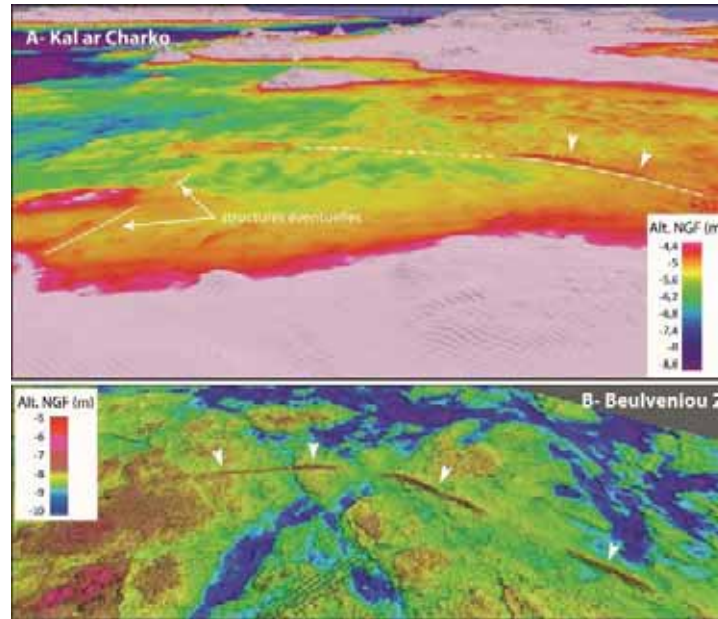 A- Kal ar Charko
structures éventuelles
Alt. NGF (m)
-4,4
-5
-5,6
-6,2
-6,8
-7,4
-8
-8,6
B- Beulveniou 2
Alt. NGF (m)
-5
-6
-7
-8
-9
-10